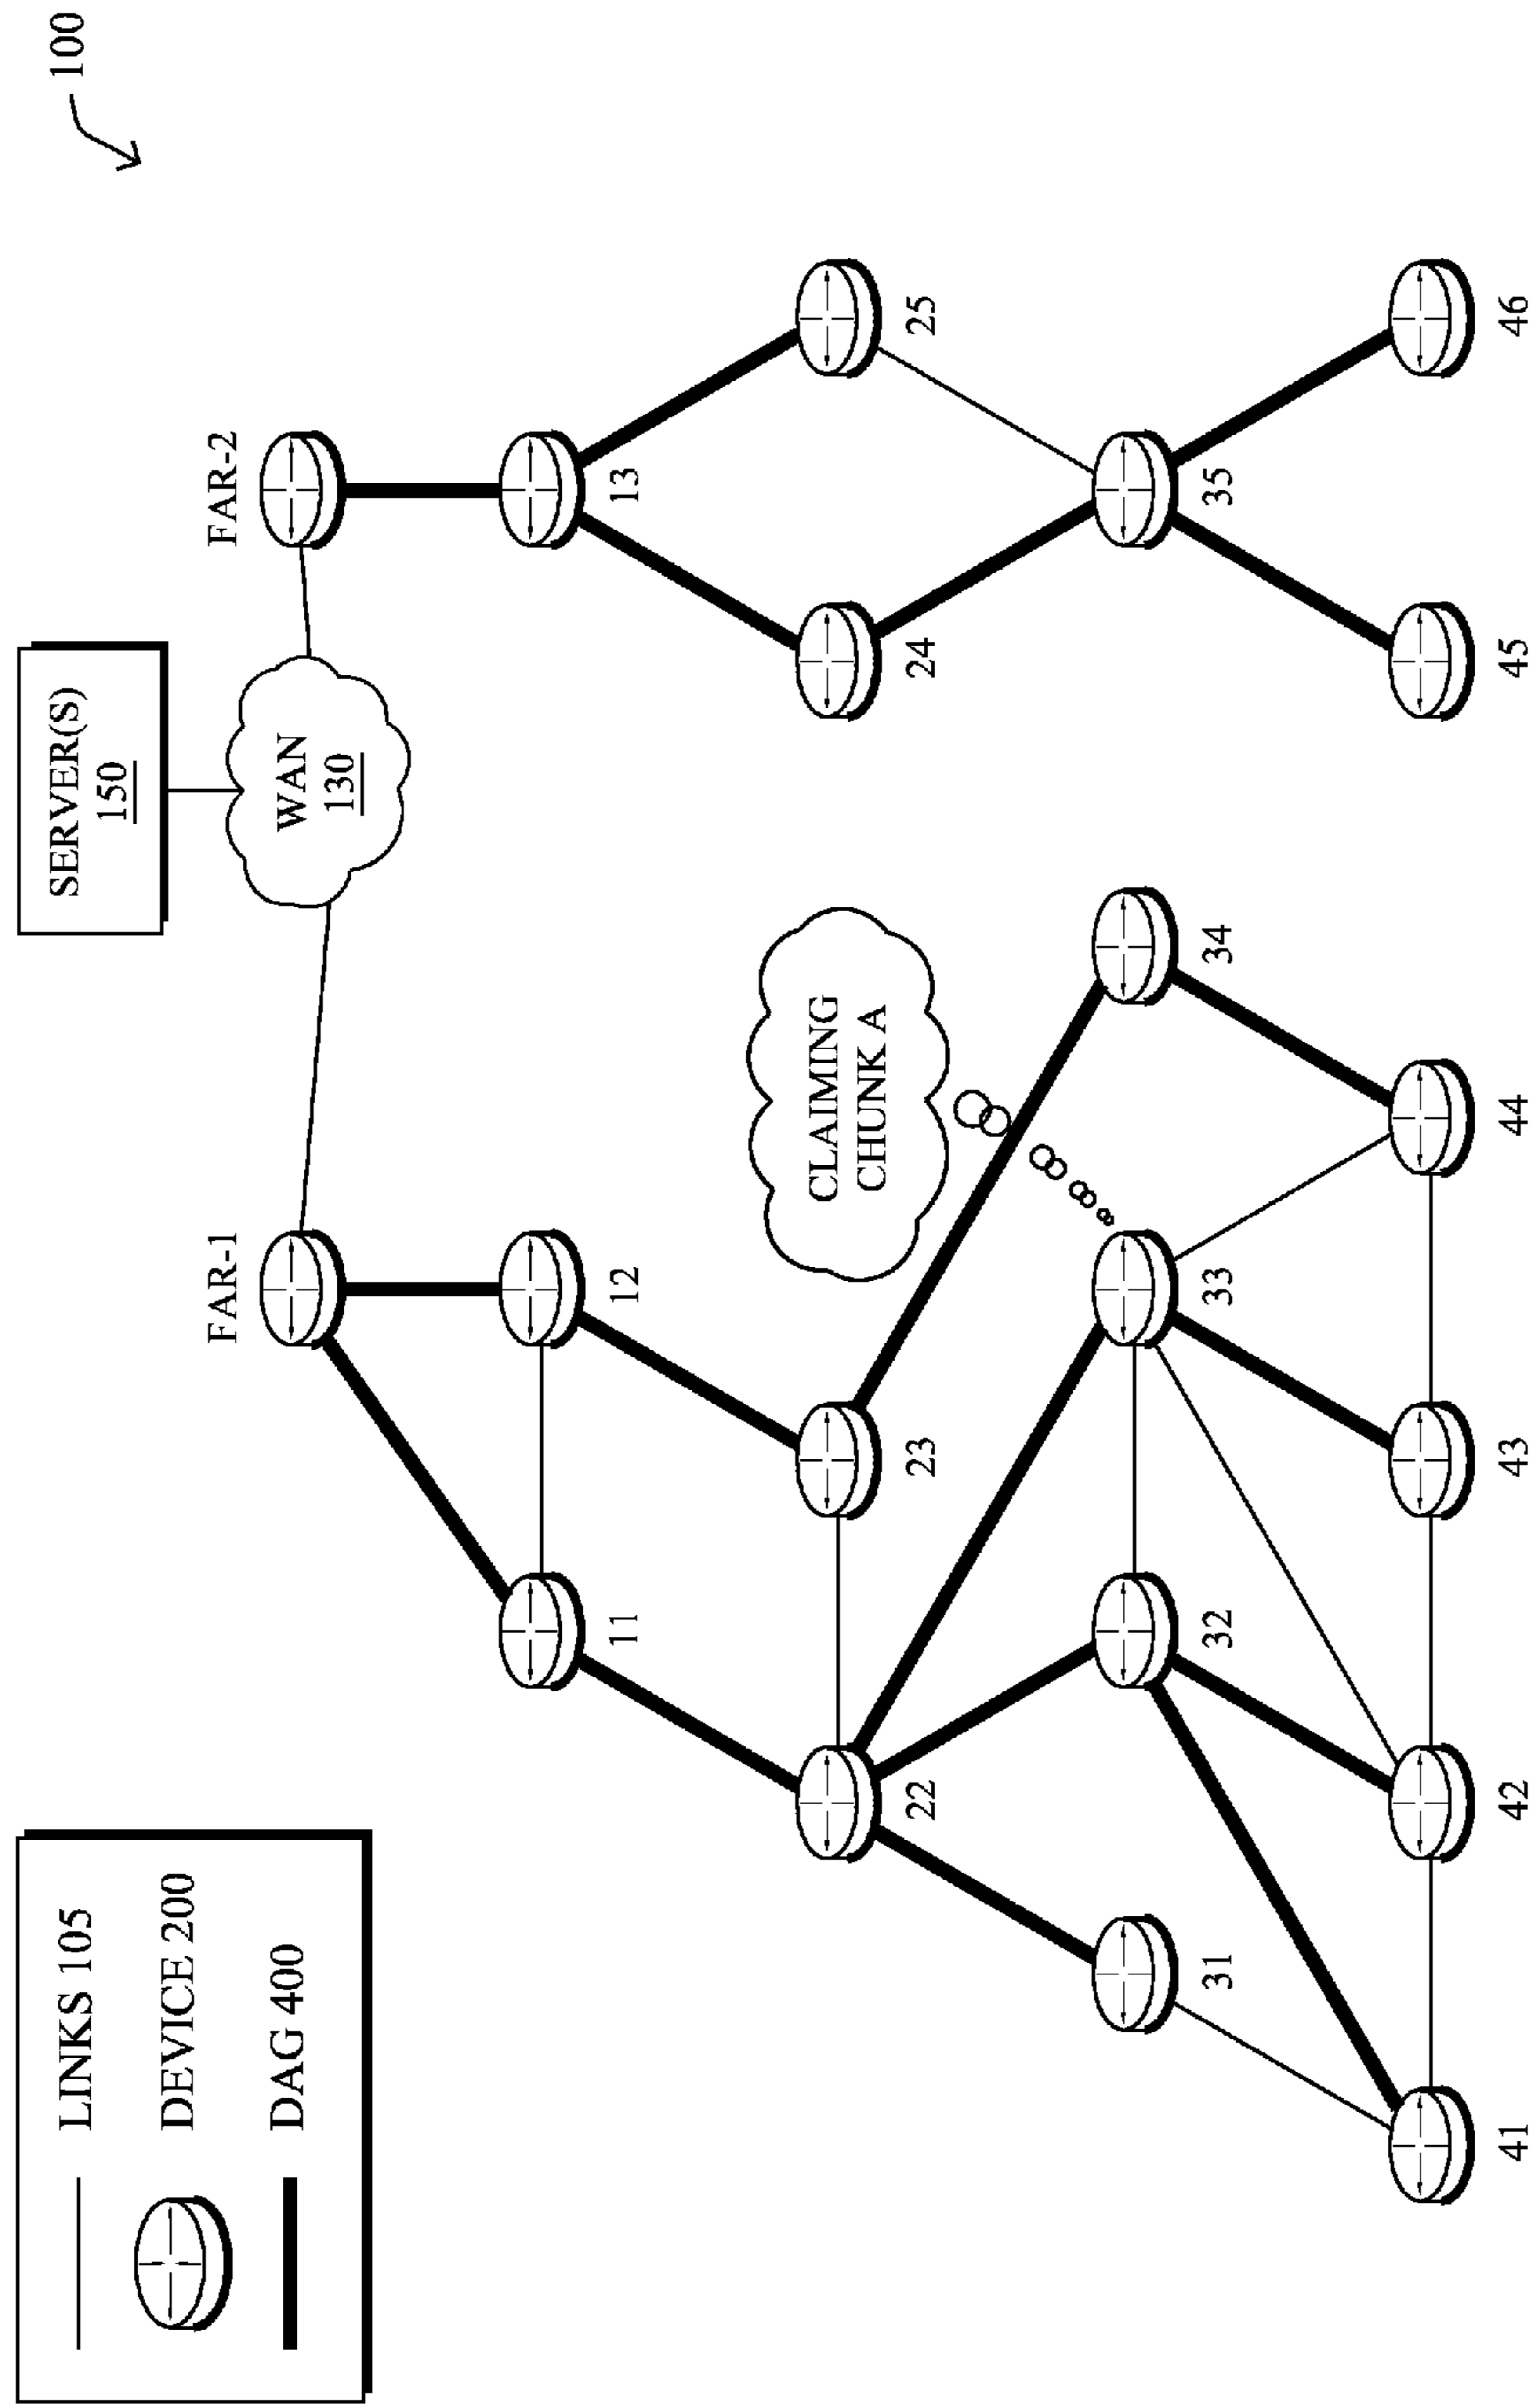 100
LINKS 105
DEVICE 200
DAG 400
SERVER(S)
150
WAN
130
FAR-1
FAR-2
11
12
13
22
23
24
25
CLAIMING
CHUNK A
31
32
33
34
35
41
42
43
44
45
46